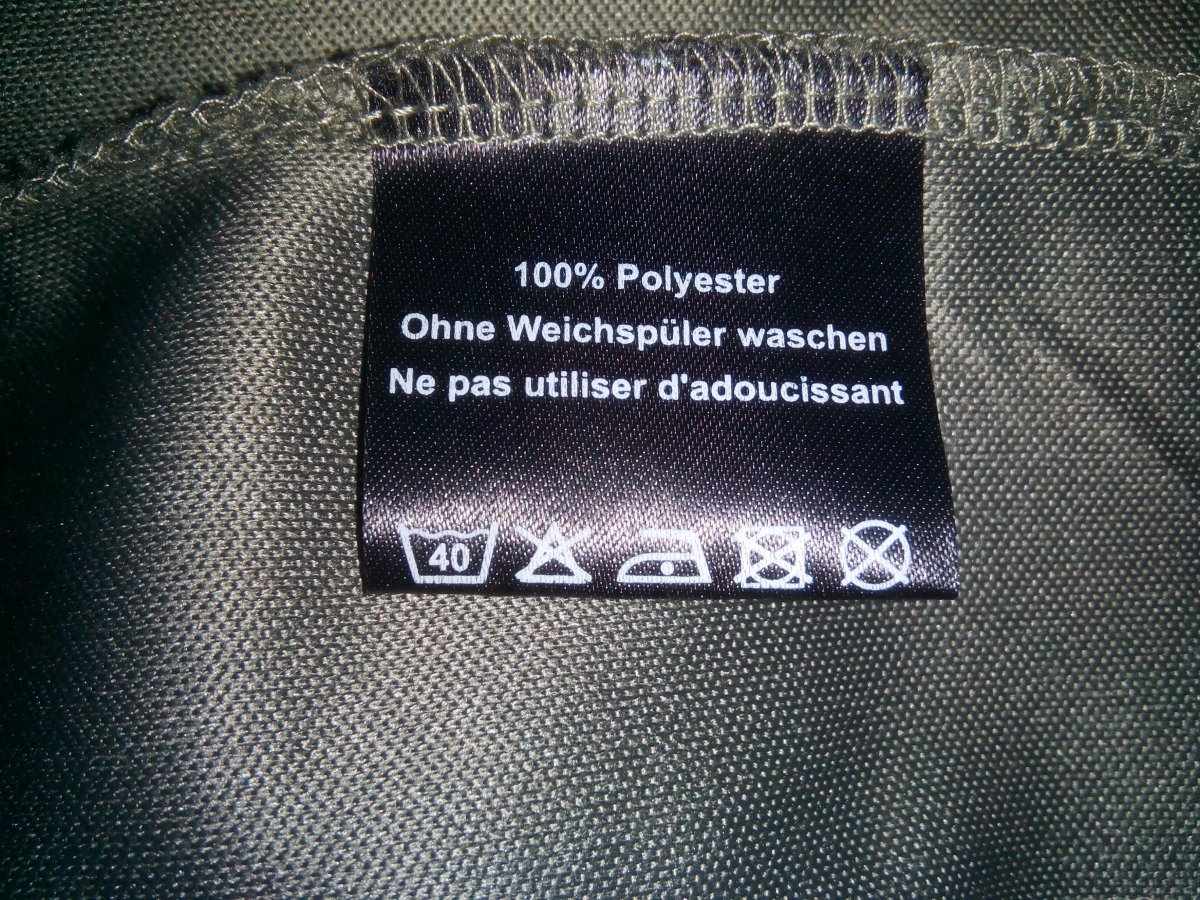 100% Polyester
Ohne Weichspüler waschen
Ne pas utiliser d'adoucissant
40